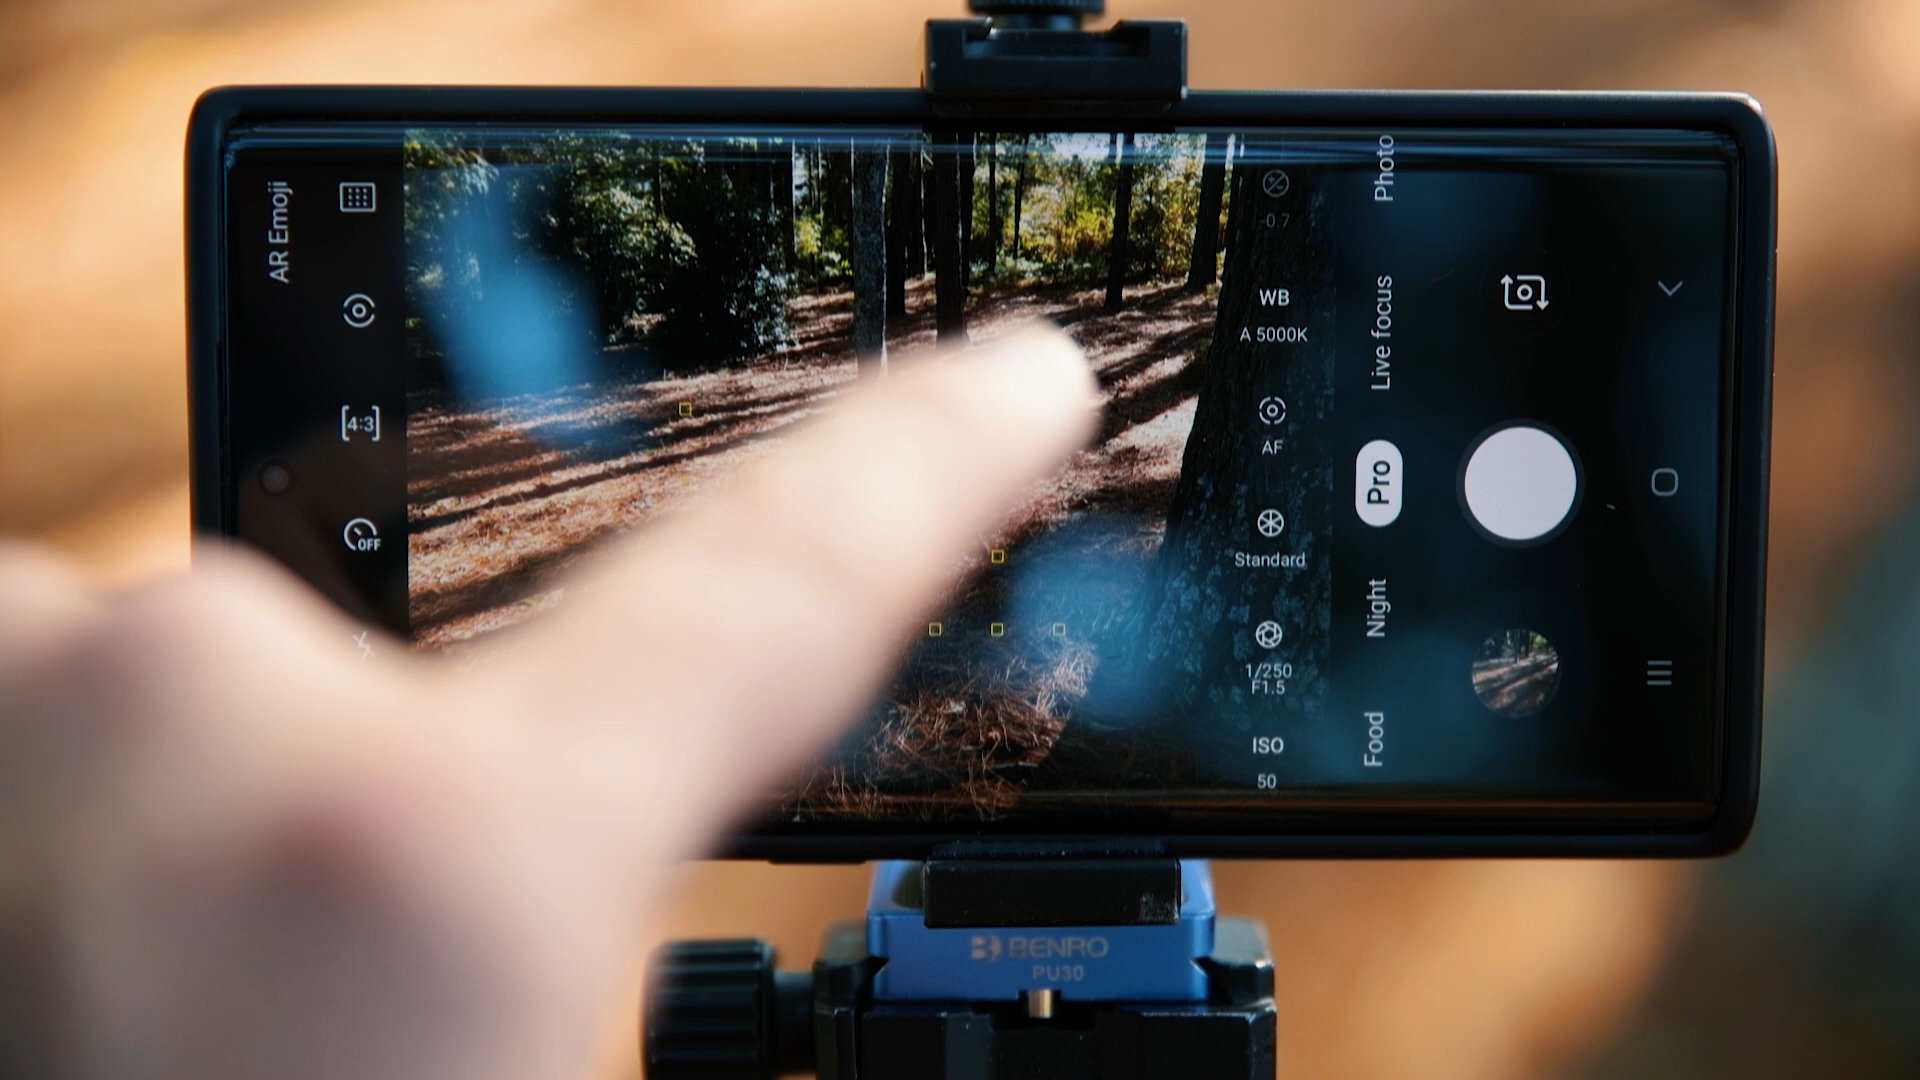 AR Emoji
4:3
OFF
-0.7
WB
A 5000K
AF
Standard
1/250
F1.5
ISO
50
Photo
Live focus
Pro
Night
Food
BENRO
PU30